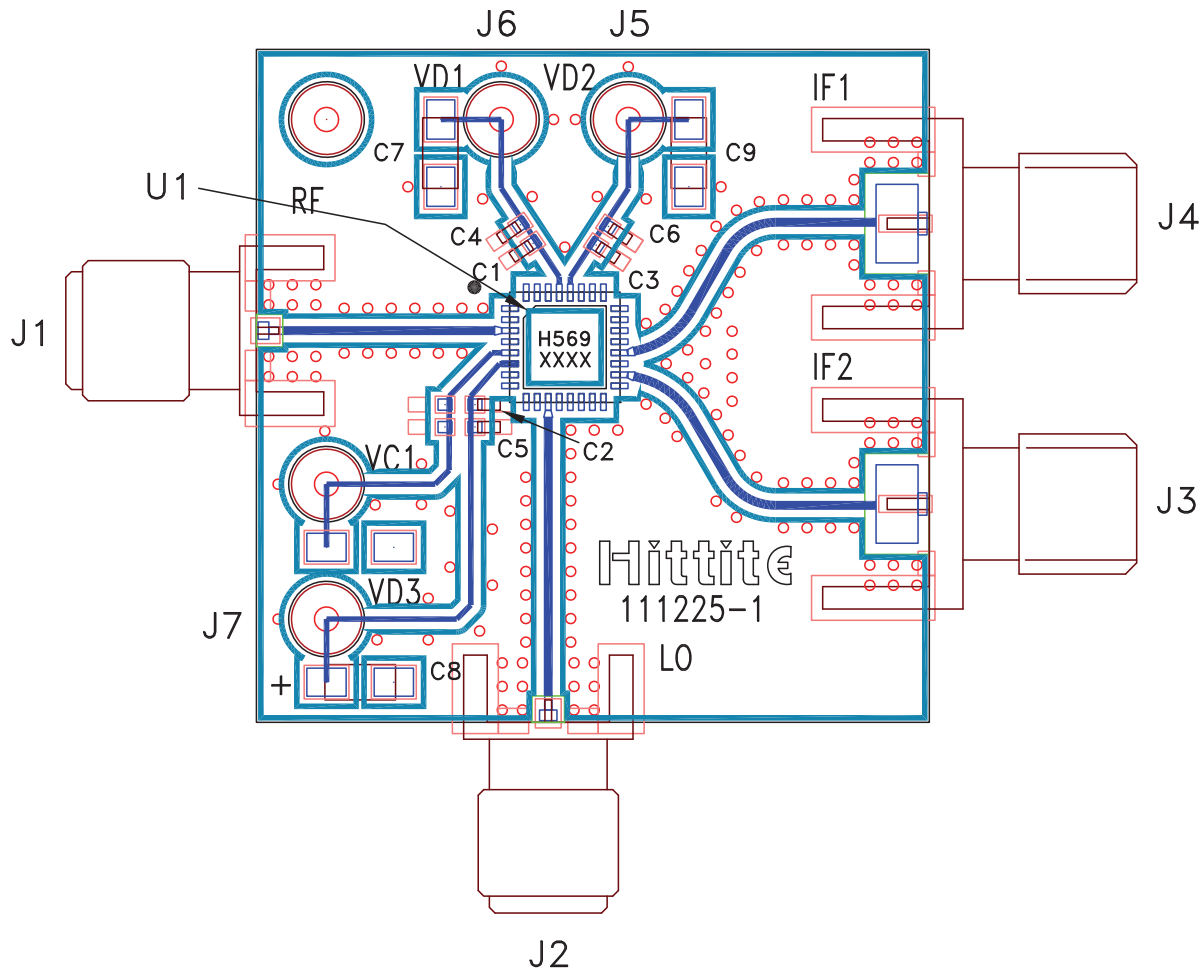 J6 J5
VD1 VD2 IF1
C7 C9
U1 RF
J4
C4 C6
C1 C3
J1
H569
XXXX
IF2
C5 C2
VC1
J3
Hittite
VD3 111225-1
J7
LO
+ C8
J2